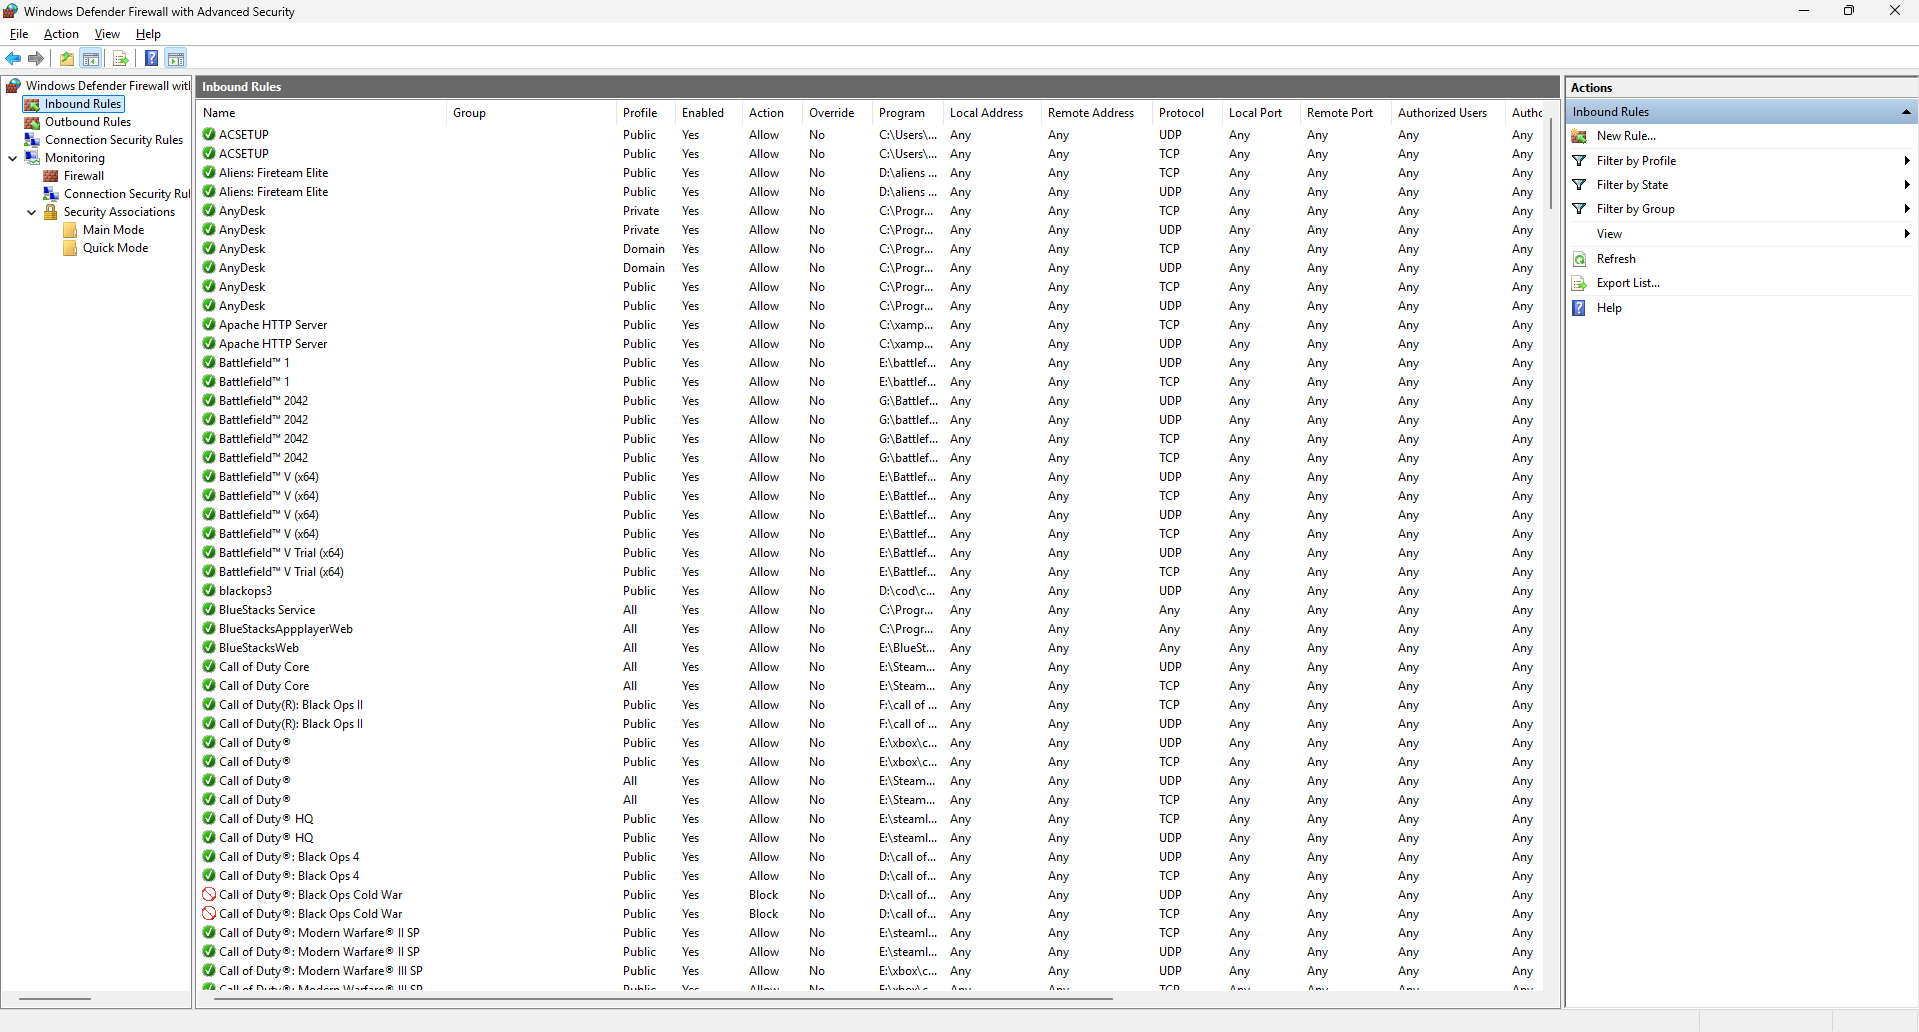 Windows Defender Firewall with Advanced Security
File Action View Help
Windows Defender Firewall witl
Inbound Rules
Outbound Rules
Connection Security Rules
Monitoring
Firewall
Connection Security Rul
Security Associations
Main Mode
Quick Mode
Inbound Rules
Name Group Profile Enabled Action Override Program Local Address Remote Address Protocol Local Port Remote Port Authorized Users Authc
ACSETUP Public Yes Allow No C:\Users\... Any Any UDP Any Any Any Any
ACSETUP Public Yes Allow No C:\Users\... Any Any TCP Any Any Any Any
Aliens: Fireteam Elite Public Yes Allow No D:\aliens ... Any Any TCP Any Any Any Any
Aliens: Fireteam Elite Public Yes Allow No D:\aliens ... Any Any UDP Any Any Any Any
AnyDesk Private Yes Allow No C:\Progr... Any Any TCP Any Any Any Any
AnyDesk Private Yes Allow No C:\Progr... Any Any UDP Any Any Any Any
AnyDesk Domain Yes Allow No C:\Progr... Any Any TCP Any Any Any Any
AnyDesk Domain Yes Allow No C:\Progr... Any Any UDP Any Any Any Any
AnyDesk Public Yes Allow No C:\Progr... Any Any TCP Any Any Any Any
AnyDesk Public Yes Allow No C:\Progr... Any Any UDP Any Any Any Any
Apache HTTP Server Public Yes Allow No C:\xamp... Any Any TCP Any Any Any Any
Apache HTTP Server Public Yes Allow No C:\xamp... Any Any UDP Any Any Any Any
Battlefield™ 1 Public Yes Allow No E:\battlef... Any Any UDP Any Any Any Any
Battlefield™ 1 Public Yes Allow No E:\battlef... Any Any TCP Any Any Any Any
Battlefield™ 2042 Public Yes Allow No G:\Battlef... Any Any UDP Any Any Any Any
Battlefield™ 2042 Public Yes Allow No G:\battlef... Any Any UDP Any Any Any Any
Battlefield™ 2042 Public Yes Allow No G:\Battlef... Any Any TCP Any Any Any Any
Battlefield™ 2042 Public Yes Allow No G:\battlef... Any Any TCP Any Any Any Any
Battlefield™ V (x64) Public Yes Allow No E:\Battlef... Any Any UDP Any Any Any Any
Battlefield™ V (x64) Public Yes Allow No E:\Battlef... Any Any TCP Any Any Any Any
Battlefield™ V (x64) Public Yes Allow No E:\Battlef... Any Any UDP Any Any Any Any
Battlefield™ V (x64) Public Yes Allow No E:\Battlef... Any Any TCP Any Any Any Any
Battlefield™ V Trial (x64) Public Yes Allow No E:\Battlef... Any Any UDP Any Any Any Any
Battlefield™ V Trial (x64) Public Yes Allow No E:\Battlef... Any Any TCP Any Any Any Any
blackops3 Public Yes Allow No D:\cod\c... Any Any UDP Any Any Any Any
BlueStacks Service All Yes Allow No C:\Progr... Any Any Any Any Any Any Any
BlueStacksAppplayerWeb All Yes Allow No C:\Progr... Any Any Any Any Any Any Any
BlueStacksWeb All Yes Allow No E:\BlueSt... Any Any Any Any Any Any Any
Call of Duty Core All Yes Allow No E:\Steam... Any Any UDP Any Any Any Any
Call of Duty Core All Yes Allow No E:\Steam... Any Any TCP Any Any Any Any
Call of Duty(R): Black Ops II Public Yes Allow No F:\call of ... Any Any TCP Any Any Any Any
Call of Duty(R): Black Ops II Public Yes Allow No F:\call of ... Any Any UDP Any Any Any Any
Call of Duty® Public Yes Allow No E:\xbox\c... Any Any UDP Any Any Any Any
Call of Duty® Public Yes Allow No E:\xbox\c... Any Any TCP Any Any Any Any
Call of Duty® All Yes Allow No E:\Steam... Any Any UDP Any Any Any Any
Call of Duty® All Yes Allow No E:\Steam... Any Any TCP Any Any Any Any
Call of Duty® HQ Public Yes Allow No E:\steaml... Any Any TCP Any Any Any Any
Call of Duty® HQ Public Yes Allow No E:\steaml... Any Any UDP Any Any Any Any
Call of Duty®: Black Ops 4 Public Yes Allow No D:\call of... Any Any UDP Any Any Any Any
Call of Duty®: Black Ops 4 Public Yes Allow No D:\call of... Any Any TCP Any Any Any Any
Call of Duty®: Black Ops Cold War Public Yes Block No D:\call of... Any Any UDP Any Any Any Any
Call of Duty®: Black Ops Cold War Public Yes Block No D:\call of... Any Any TCP Any Any Any Any
Call of Duty®: Modern Warfare® II SP Public Yes Allow No E:\steaml... Any Any TCP Any Any Any Any
Call of Duty®: Modern Warfare® II SP Public Yes Allow No E:\steaml... Any Any UDP Any Any Any Any
Call of Duty®: Modern Warfare® III SP Public Yes Allow No E:\xbox\c... Any Any UDP Any Any Any Any
Call of Duty®: Modern Warfare® III SP Public Yes Allow No E:\xbox\c... Any Any TCP Any Any Any Any
Actions
Inbound Rules
New Rule...
Filter by Profile
Filter by State
Filter by Group
View
Refresh
Export List...
Help